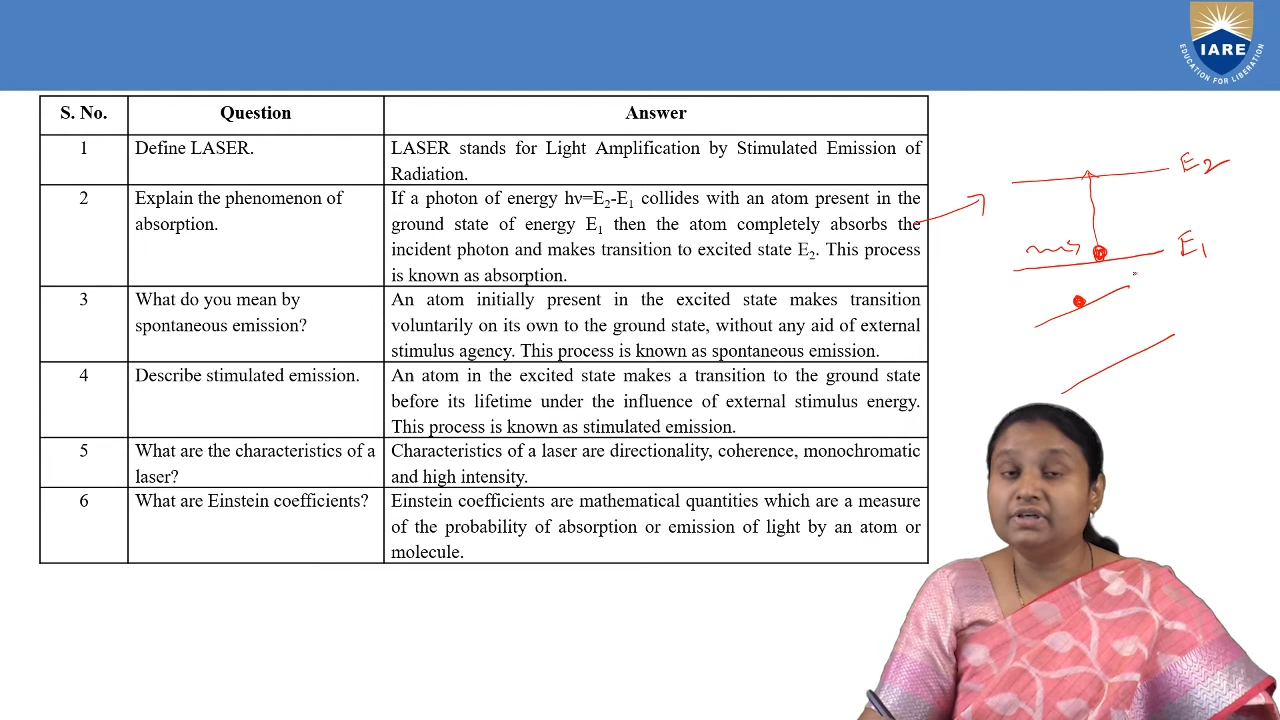 IARE
EDUCATION FOR LIBERATION
S. No. Question Answer
1 Define LASER. LASER stands for Light Amplification by Stimulated Emission of
Radiation.
2 Explain the phenomenon of If a photon of energy hν=E₂-E₁ collides with an atom present in the
absorption. ground state of energy E₁ then the atom completely absorbs the
incident photon and makes transition to excited state E₂. This process
is known as absorption.
3 What do you mean by An atom initially present in the excited state makes transition
spontaneous emission? voluntarily on its own to the ground state, without any aid of external
stimulus agency. This process is known as spontaneous emission.
4 Describe stimulated emission. An atom in the excited state makes a transition to the ground state
before its lifetime under the influence of external stimulus energy.
This process is known as stimulated emission.
5 What are the characteristics of a Characteristics of a laser are directionality, coherence, monochromatic
laser? and high intensity.
6 What are Einstein coefficients? Einstein coefficients are mathematical quantities which are a measure
of the probability of absorption or emission of light by an atom or
molecule.
E₂
E₁